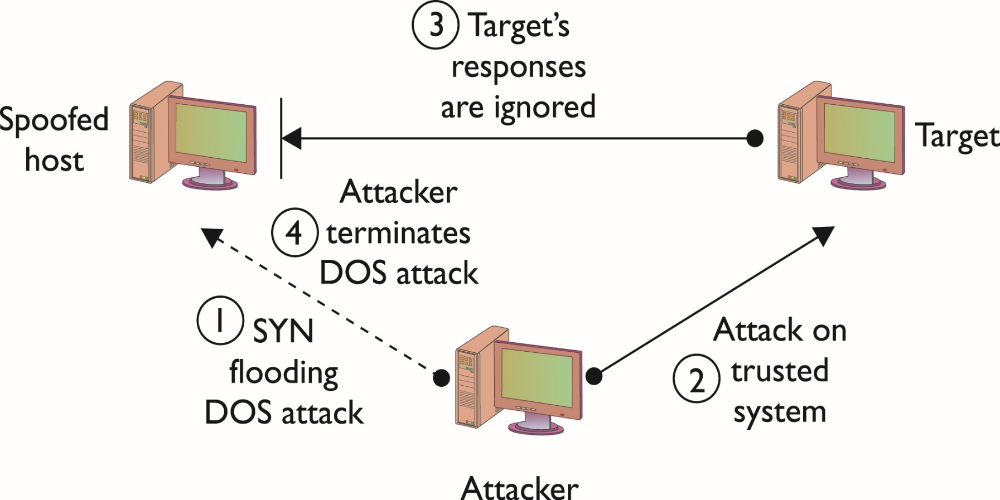 3 Target's
responses
are ignored
Spoofed
host
Target
Attacker
4 terminates
DOS attack
1 SYN
flooding
DOS attack
Attack on
2 trusted
system
Attacker